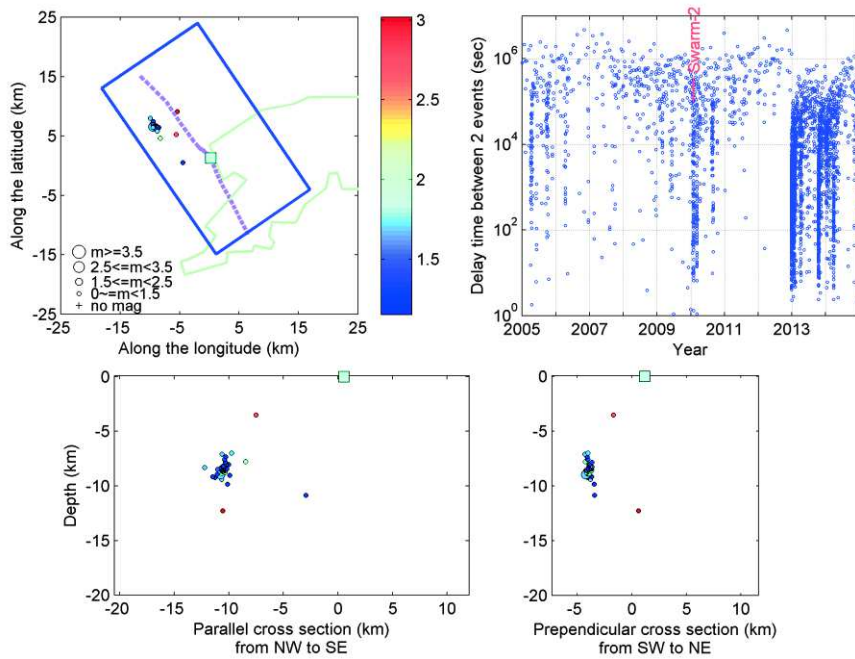 25
15
5
-5
-15
-25
Along the latitude (km)
m>=3.5
2.5<=m<3.5
1.5<=m<2.5
0~=m<1.5
no mag
-25 -15 -5 5 15 25
Along the longitude (km)
3
2.5
2
1.5
10^6
10^4
10^2
10^0
Delay time between 2 events (sec)
Swarm-2
2005 2007 2009 2011 2013
Year
0
-5
-10
-15
-20
Depth (km)
-20 -15 -10 -5 0 5 10
Parallel cross section (km)
from NW to SE
0
-5
-10
-15
-20
-5 0 5 10
Prependicular cross section (km)
from SW to NE